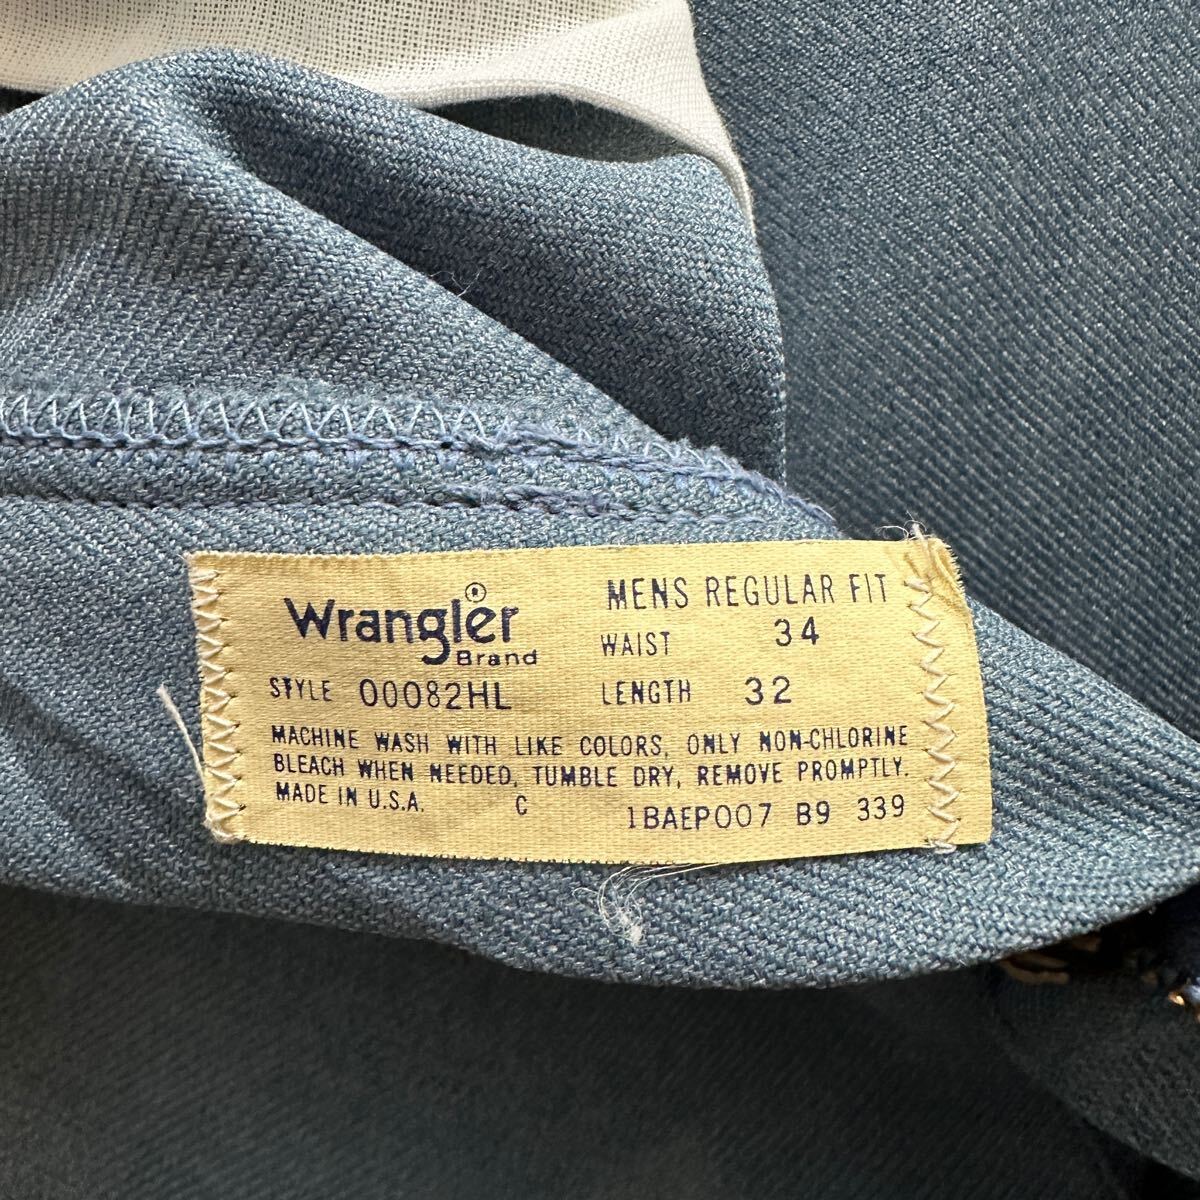 Wrangler®
Brand
STYLE 00082HL
MENS REGULAR FIT
WAIST 34
LENGTH 32
MACHINE WASH WITH LIKE COLORS, ONLY NON-CHLORINE
BLEACH WHEN NEEDED, TUMBLE DRY, REMOVE PROMPTLY.
MADE IN U.S.A. C 1BAEP007 B9 339